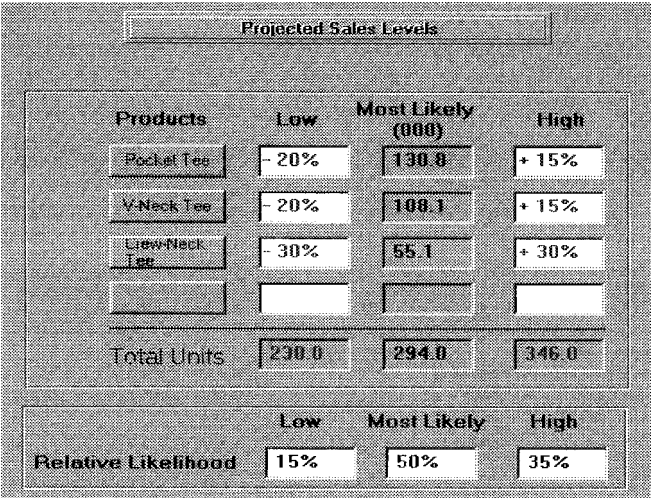 Projected Sales Levels
Products Low Most Likely (000) High
Pocket Tee - 20% 130.8 + 15%
V-Neck Tee - 20% 108.1 + 15%
Crew-Neck Tee - 30% 55.1 + 30%
Total Units 230.0 294.0 346.0
Low Most Likely High
Relative Likelihood 15% 50% 35%